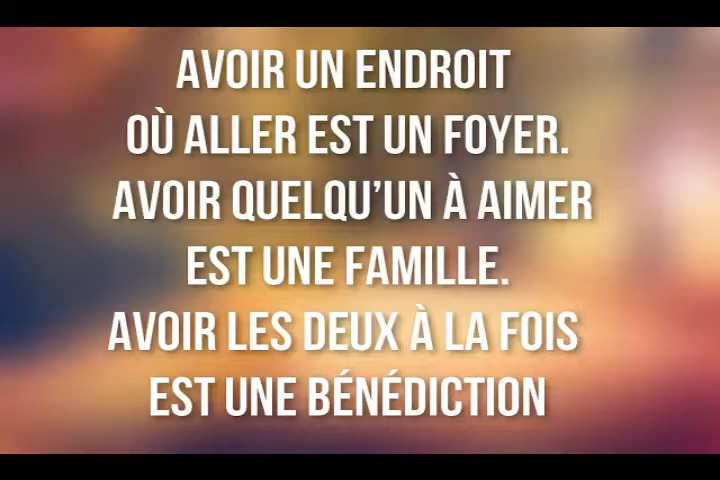 AVOIR UN ENDROIT
OÙ ALLER EST UN FOYER.
AVOIR QUELQU'UN À AIMER
EST UNE FAMILLE.
AVOIR LES DEUX À LA FOIS
EST UNE BÉNÉDICTION